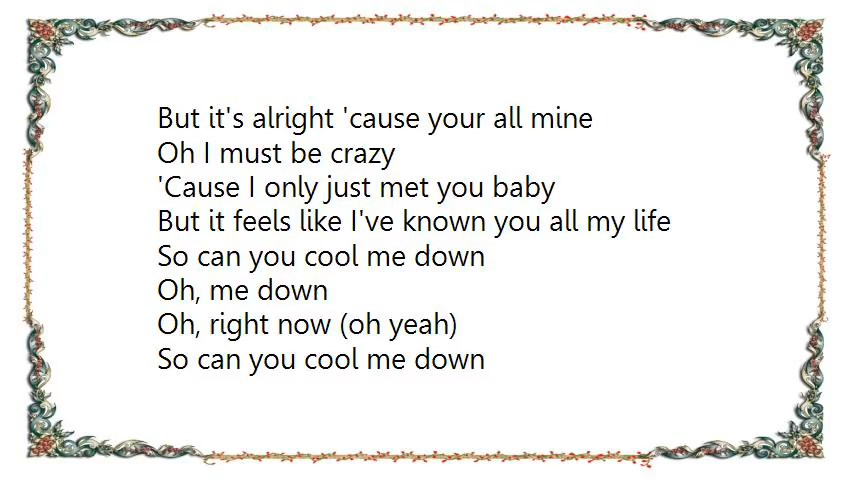 But it's alright 'cause your all mine
Oh I must be crazy
'Cause I only just met you baby
But it feels like I've known you all my life
So can you cool me down
Oh, me down
Oh, right now (oh yeah)
So can you cool me down